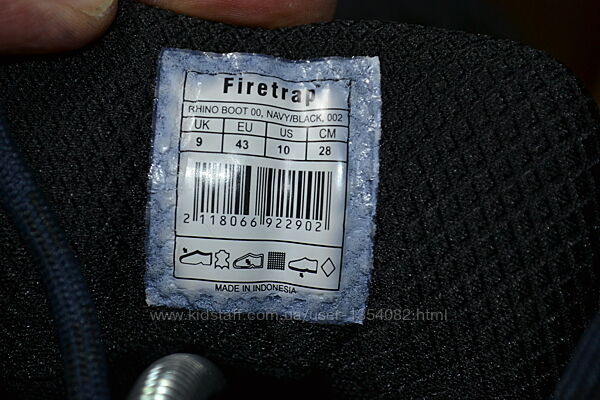 Firetrap
RHINO BOOT 00, NAVY/BLACK, 002
UK EU US CM
9 43 10 28
2 118066 922902
MADE IN INDONESIA
www.kidstaff.com.ua/user-1354082.html